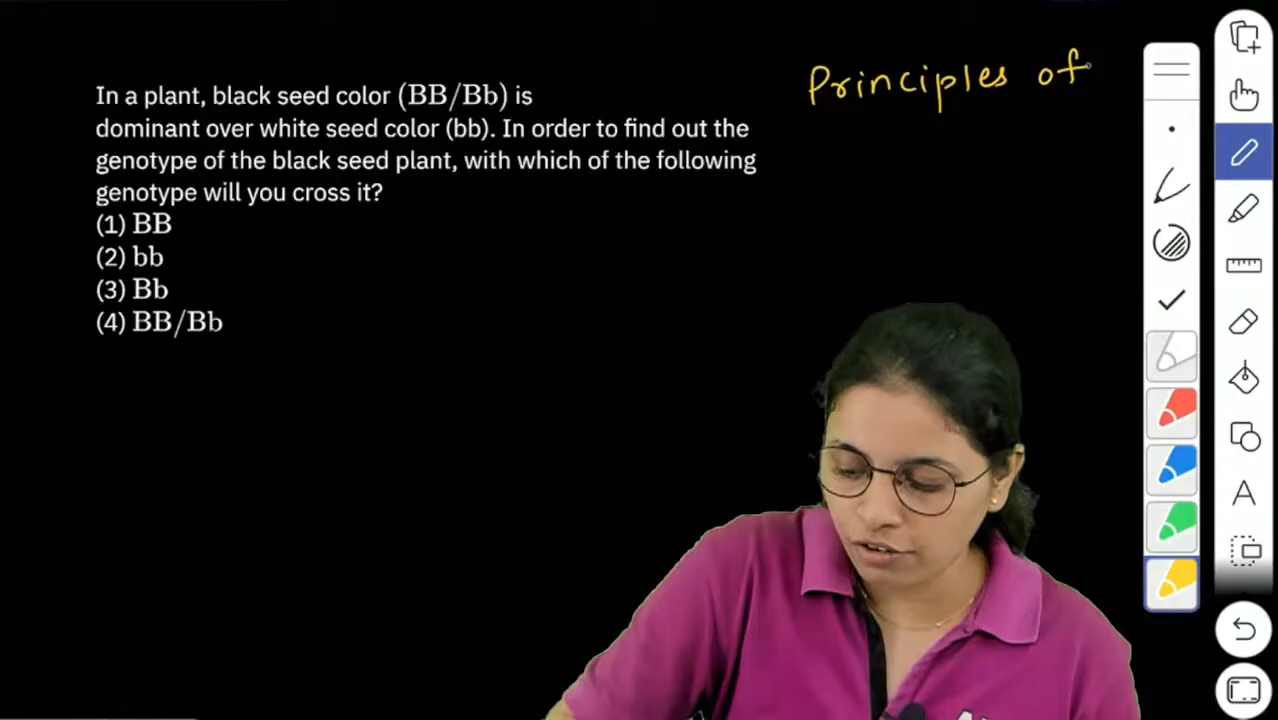 In a plant, black seed color (BB/Bb) is
dominant over white seed color (bb). In order to find out the
genotype of the black seed plant, with which of the following
genotype will you cross it?
(1) BB
(2) bb
(3) Bb
(4) BB/Bb
Principles of
A